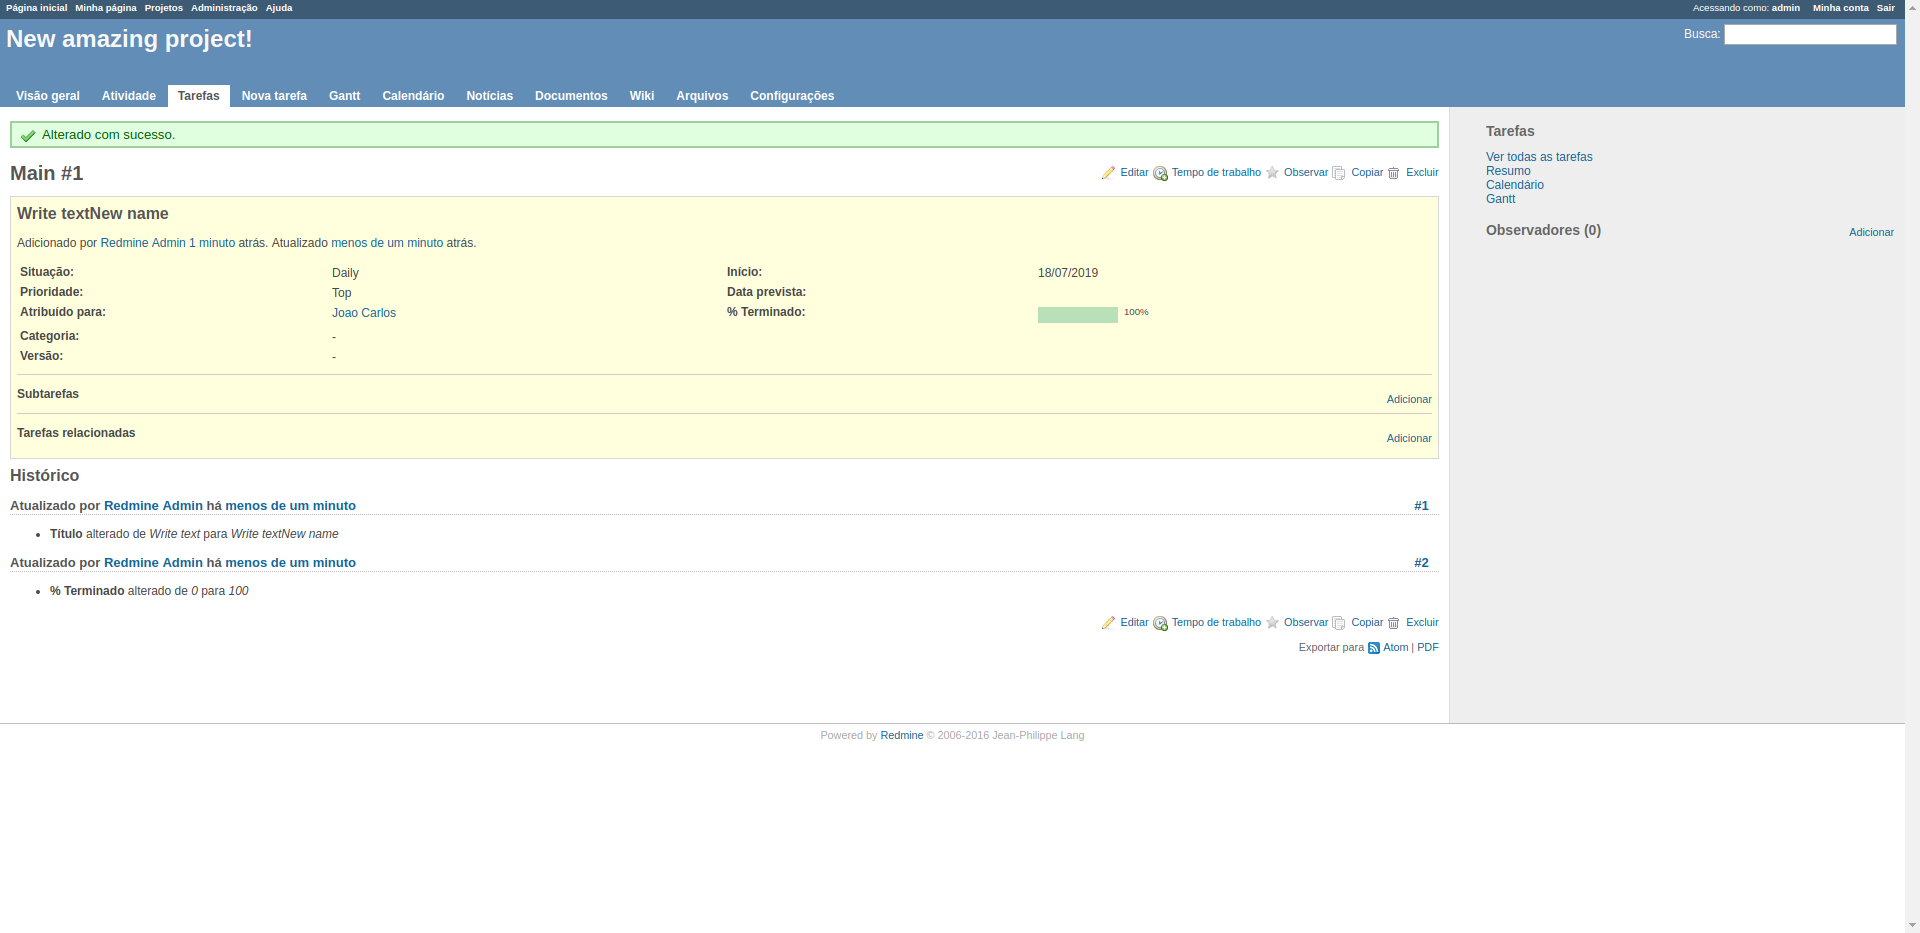 Página inicial Minha página Projetos Administração Ajuda
Acessando como: admin Minha conta Sair
New amazing project!
Busca:
Visão geral Atividade Tarefas Nova tarefa Gantt Calendário Notícias Documentos Wiki Arquivos Configurações
Alterado com sucesso.
Main #1
Editar Tempo de trabalho Observar Copiar Excluir
Write textNew name
Adicionado por Redmine Admin 1 minuto atrás. Atualizado menos de um minuto atrás.
Situação: Daily Início: 18/07/2019
Prioridade: Top Data prevista:
Atribuído para: Joao Carlos % Terminado: 100%
Categoria: -
Versão: -
Subtarefas
Adicionar
Tarefas relacionadas
Adicionar
Histórico
Atualizado por Redmine Admin há menos de um minuto #1
• Título alterado de Write text para Write textNew name
Atualizado por Redmine Admin há menos de um minuto #2
• % Terminado alterado de 0 para 100
Editar Tempo de trabalho Observar Copiar Excluir
Exportar para Atom | PDF
Tarefas
Ver todas as tarefas
Resumo
Calendário
Gantt
Observadores (0) Adicionar
Powered by Redmine © 2006-2016 Jean-Philippe Lang